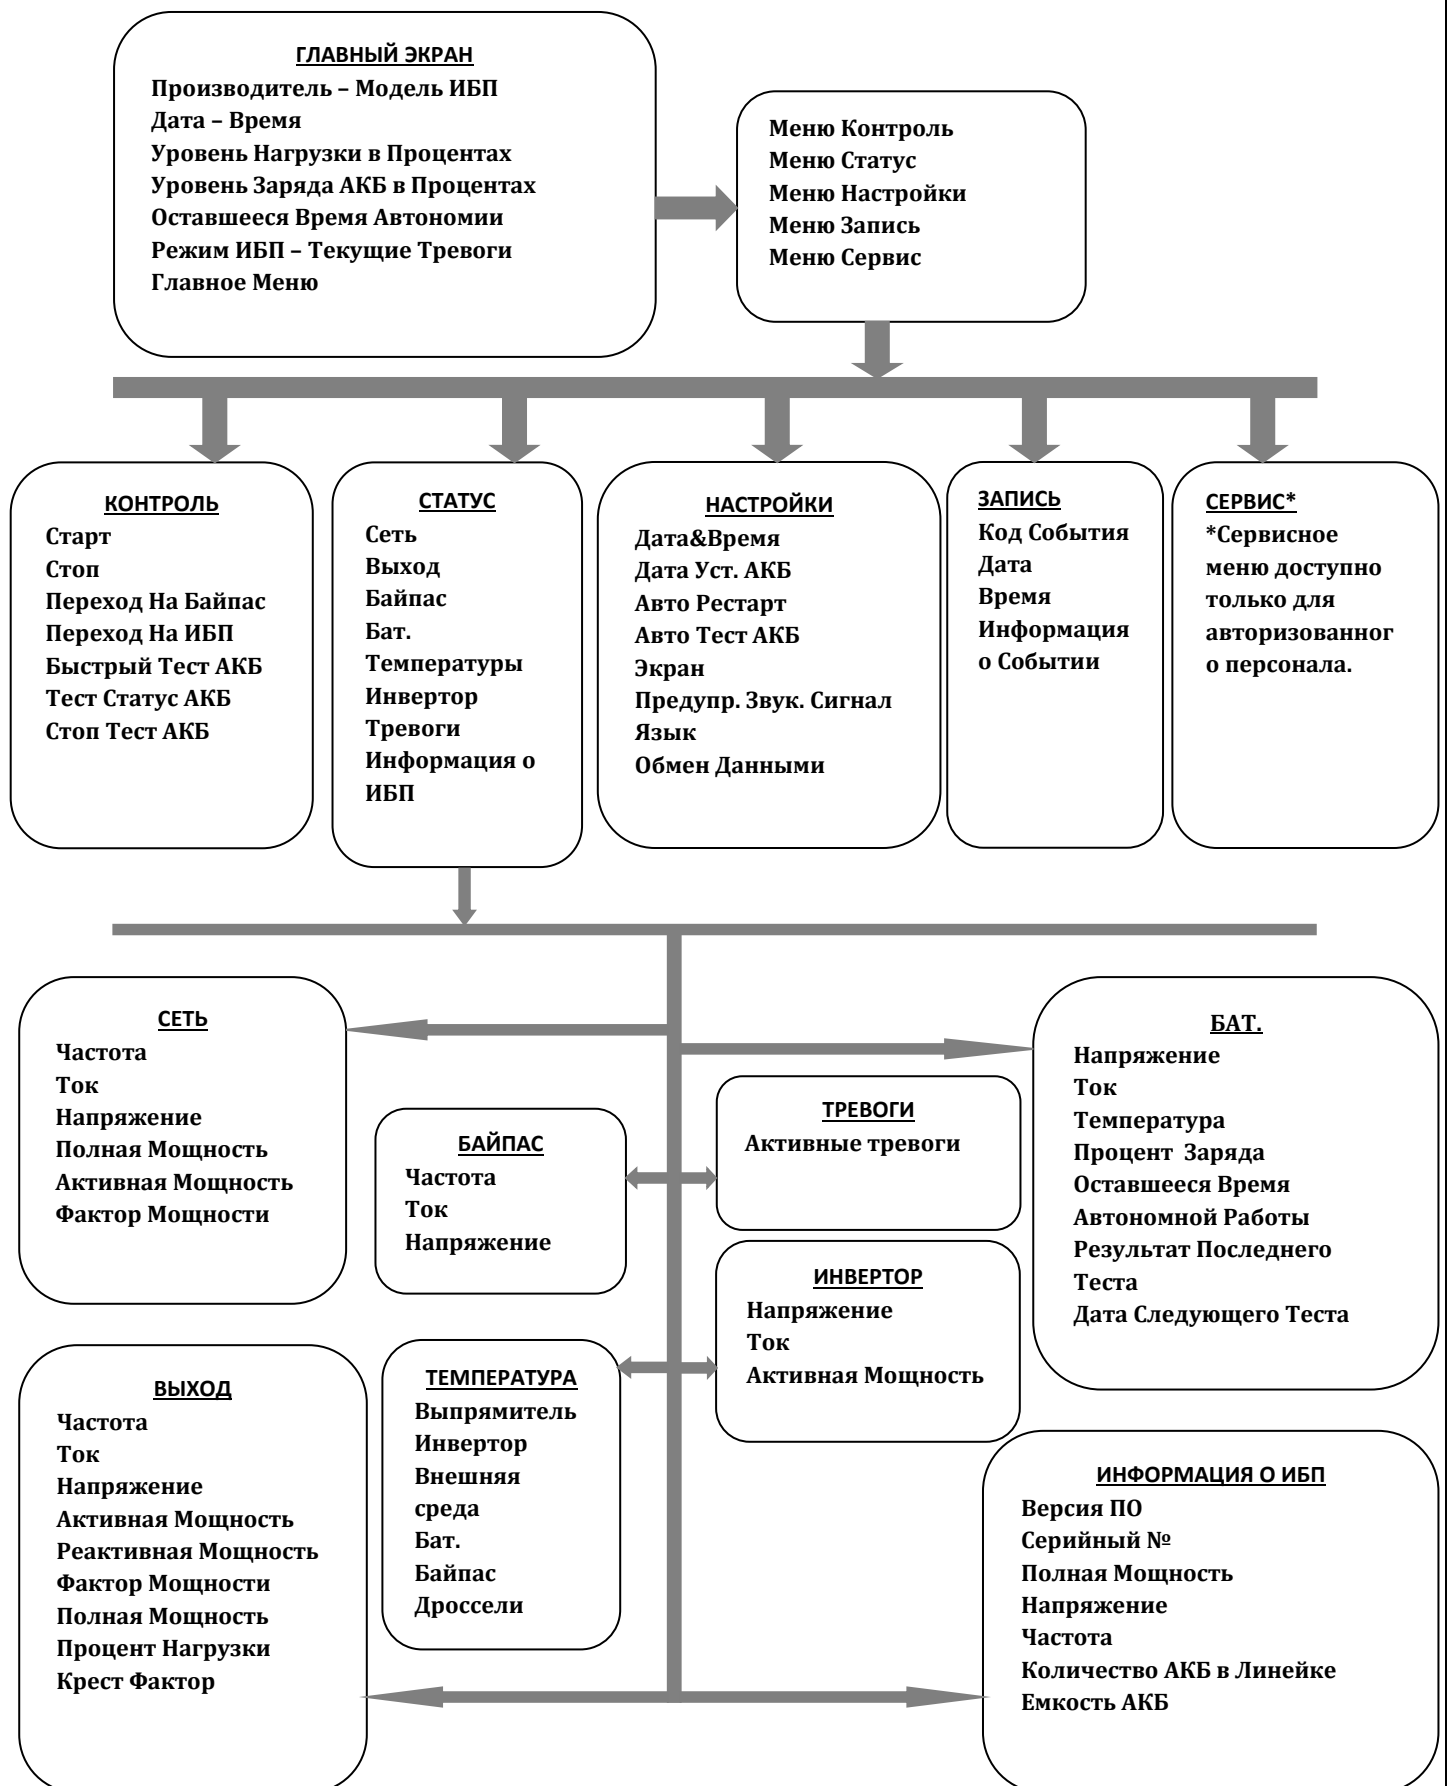 ГЛАВНЫЙ ЭКРАН
Производитель – Модель ИБП
Дата – Время
Уровень Нагрузки в Процентах
Уровень Заряда АКБ в Процентах
Оставшееся Время Автономии
Режим ИБП – Текущие Тревоги
Главное Меню
Меню Контроль
Меню Статус
Меню Настройки
Меню Запись
Меню Сервис
КОНТРОЛЬ
Старт
Стоп
Переход На Байпас
Переход На ИБП
Быстрый Тест АКБ
Тест Статус АКБ
Стоп Тест АКБ
СТАТУС
Сеть
Выход
Байпас
Бат.
Температуры
Инвертор
Тревоги
Информация о
ИБП
НАСТРОЙКИ
Дата&Время
Дата Уст. АКБ
Авто Рестарт
Авто Тест АКБ
Экран
Предупр. Звук. Сигнал
Язык
Обмен Данными
ЗАПИСЬ
Код События
Дата
Время
Информация
о Событии
СЕРВИС*
*Сервисное
меню доступно
только для
авторизованног
о персонала.
СЕТЬ
Частота
Ток
Напряжение
Полная Мощность
Активная Мощность
Фактор Мощности
БАЙПАС
Частота
Ток
Напряжение
ТРЕВОГИ
Активные тревоги
БАТ.
Напряжение
Ток
Температура
Процент  Заряда
Оставшееся Время
Автономной Работы
Результат Последнего
Теста
Дата Следующего Теста
ИНВЕРТОР
Напряжение
Ток
Активная Мощность
ВЫХОД
Частота
Ток
Напряжение
Активная Мощность
Реактивная Мощность
Фактор Мощности
Полная Мощность
Процент Нагрузки
Крест Фактор
ТЕМПЕРАТУРА
Выпрямитель
Инвертор
Внешняя
среда
Бат.
Байпас
Дроссели
ИНФОРМАЦИЯ О ИБП
Версия ПО
Серийный №
Полная Мощность
Напряжение
Частота
Количество АКБ в Линейке
Емкость АКБ